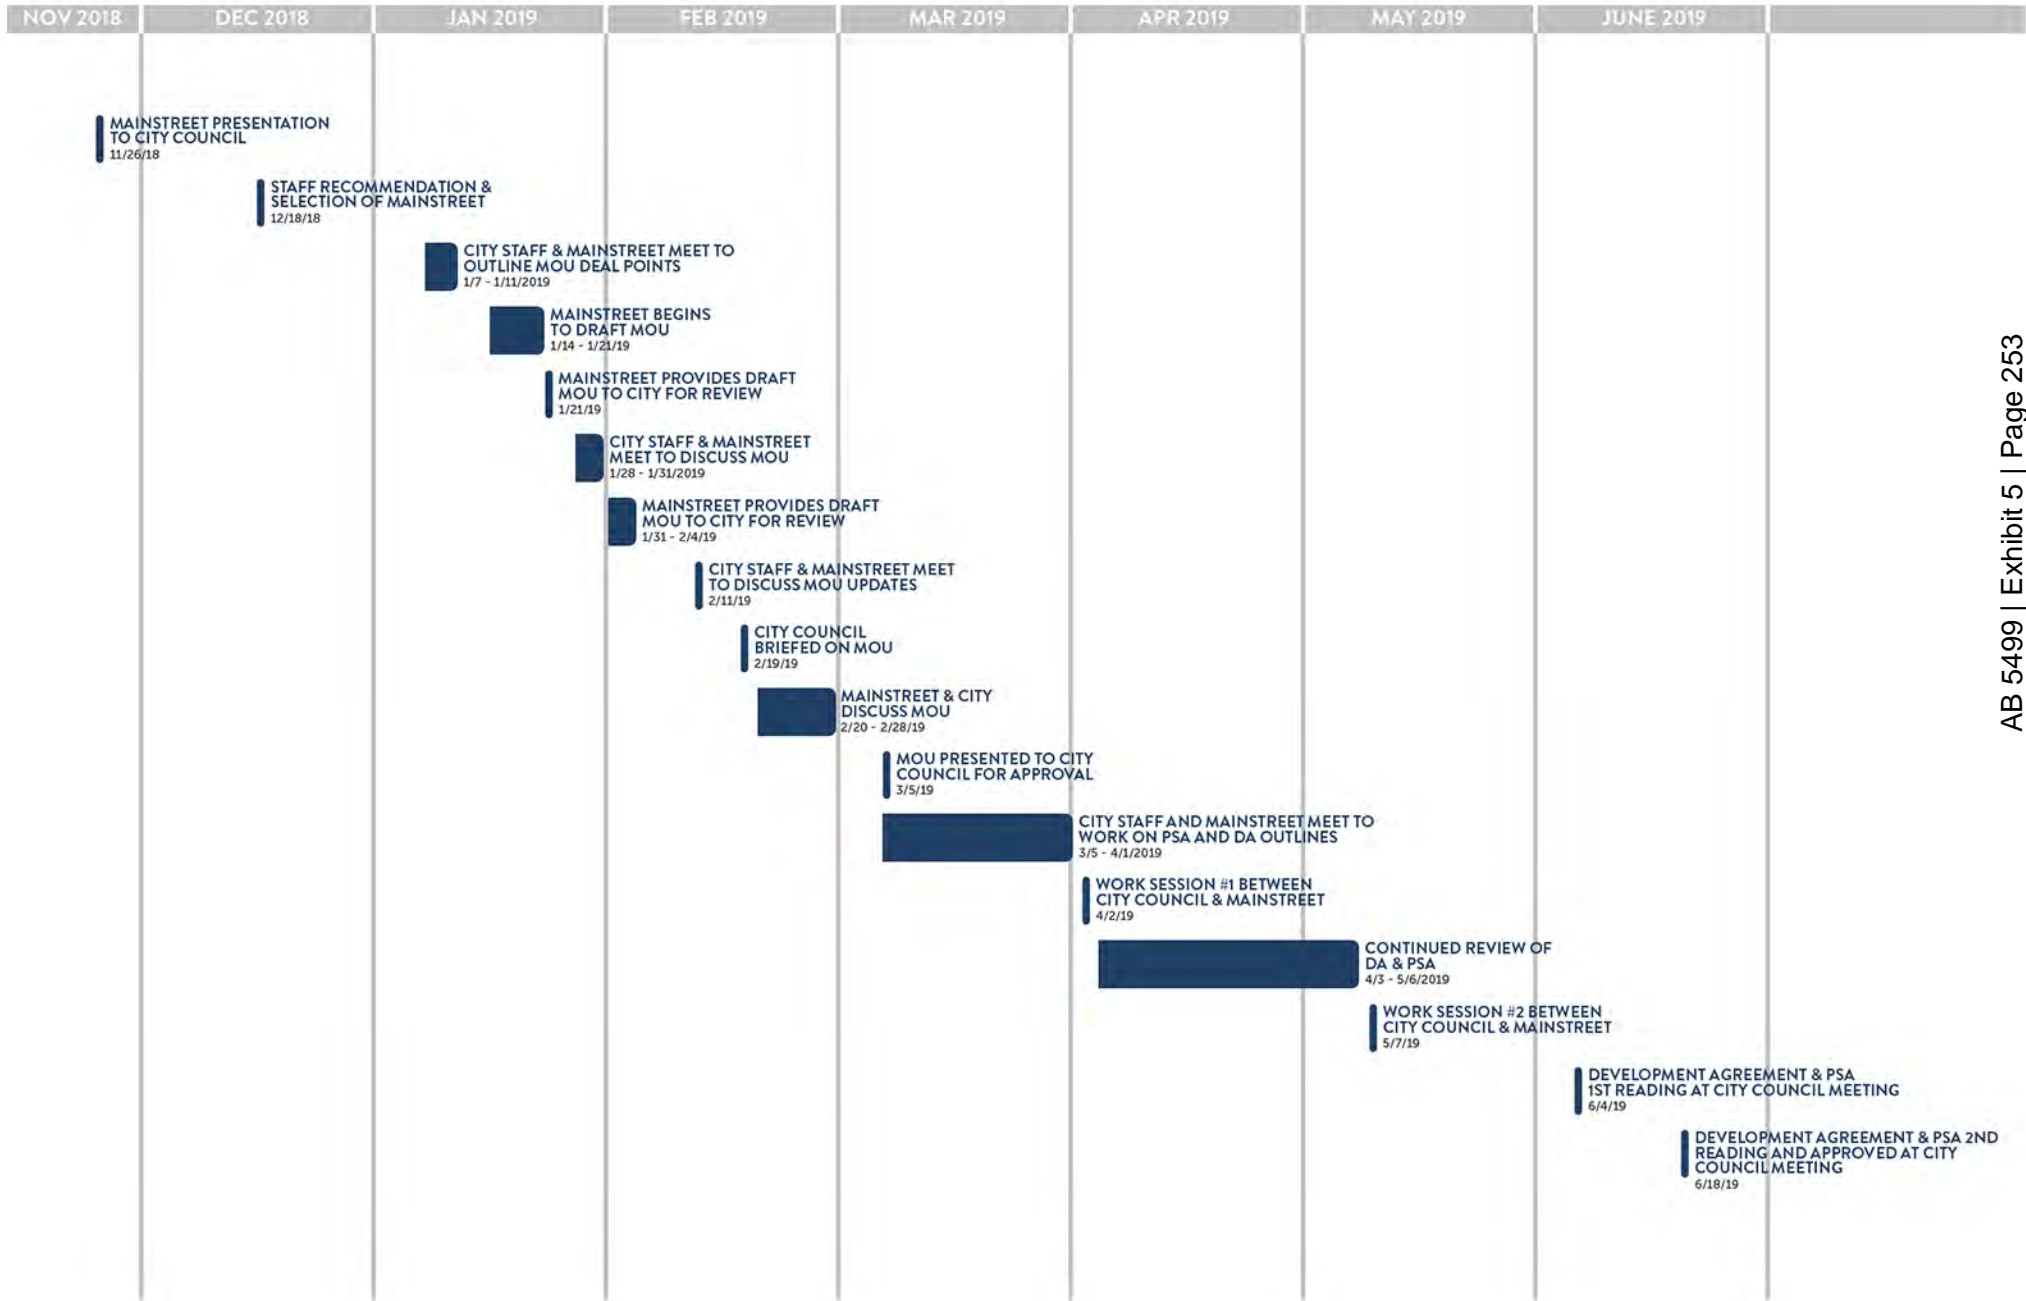 NOV 2018
DEC 2018
JAN 2019
FEB 2019
MAR 2019
APR 2019
MAY 2019
JUNE 2019
MAINSTREET PRESENTATION
TO CITY COUNCIL
11/26/18
STAFF RECOMMENDATION &
SELECTION OF MAINSTREET
12/18/18
CITY STAFF & MAINSTREET MEET TO
OUTLINE MOU DEAL POINTS
1/7 - 1/11/2019
MAINSTREET BEGINS
TO DRAFT MOU
1/14 - 1/21/19
MAINSTREET PROVIDES DRAFT
MOU TO CITY FOR REVIEW
1/21/19
CITY STAFF & MAINSTREET
MEET TO DISCUSS MOU
1/28 - 1/31/2019
MAINSTREET PROVIDES DRAFT
MOU TO CITY FOR REVIEW
1/31 - 2/4/19
CITY STAFF & MAINSTREET MEET
TO DISCUSS MOU UPDATES
2/11/19
CITY COUNCIL
BRIEFED ON MOU
2/19/19
MAINSTREET & CITY
DISCUSS MOU
2/20 - 2/28/19
MOU PRESENTED TO CITY
COUNCIL FOR APPROVAL
3/5/19
CITY STAFF AND MAINSTREET MEET TO
WORK ON PSA AND DA OUTLINES
3/5 - 4/1/2019
WORK SESSION #1 BETWEEN
CITY COUNCIL & MAINSTREET
4/2/19
CONTINUED REVIEW OF
DA & PSA
4/3 - 5/6/2019
WORK SESSION #2 BETWEEN
CITY COUNCIL & MAINSTREET
5/7/19
DEVELOPMENT AGREEMENT & PSA
1ST READING AT CITY COUNCIL MEETING
6/4/19
DEVELOPMENT AGREEMENT & PSA 2ND
READING AND APPROVED AT CITY
COUNCIL MEETING
6/18/19
AB 5499 | Exhibit 5 | Page 253